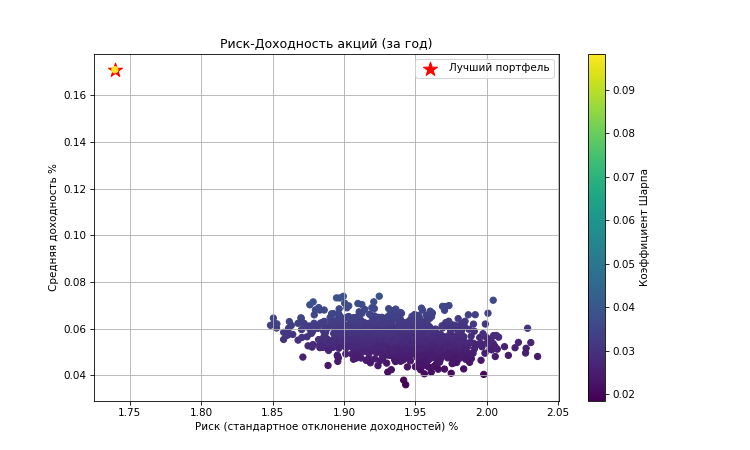 Риск-Доходность акций (за год)
Лучший портфель
Средняя доходность %
0.16
0.14
0.12
0.10
0.08
0.06
0.04
1.75 1.80 1.85 1.90 1.95 2.00 2.05
Риск (стандартное отклонение доходностей) %
0.09
0.08
0.07
0.06
0.05
0.04
0.03
0.02
Коэффициент Шарпа